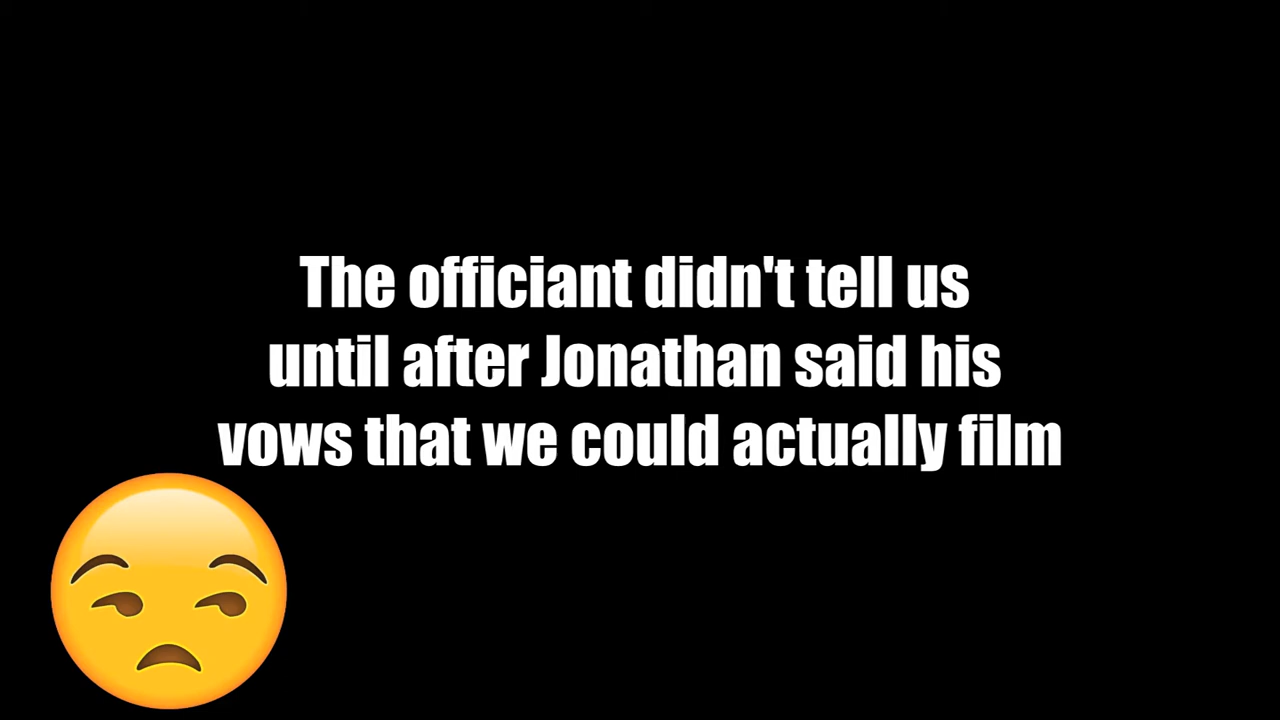 The officiant didn't tell us
until after Jonathan said his
vows that we could actually film